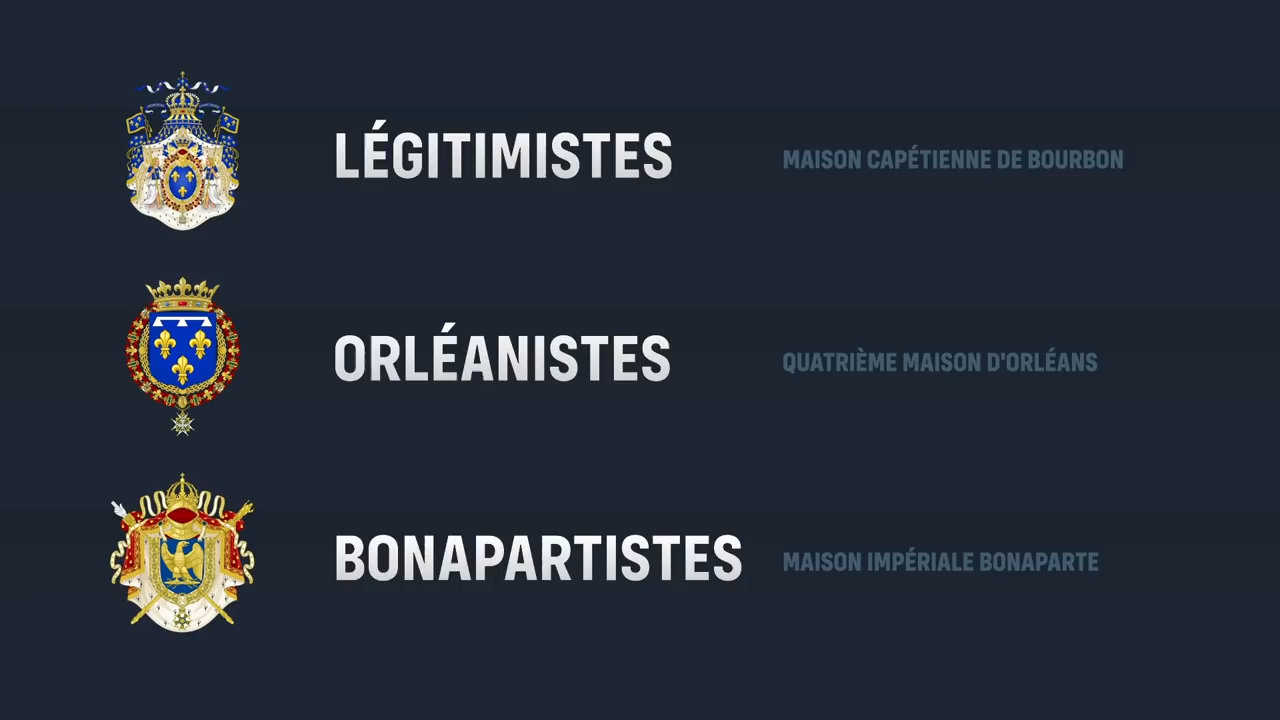 LÉGITIMISTES
MAISON CAPÉTIENNE DE BOURBON
ORLÉANISTES
QUATRIÈME MAISON D'ORLÉANS
BONAPARTISTES
MAISON IMPÉRIALE BONAPARTE